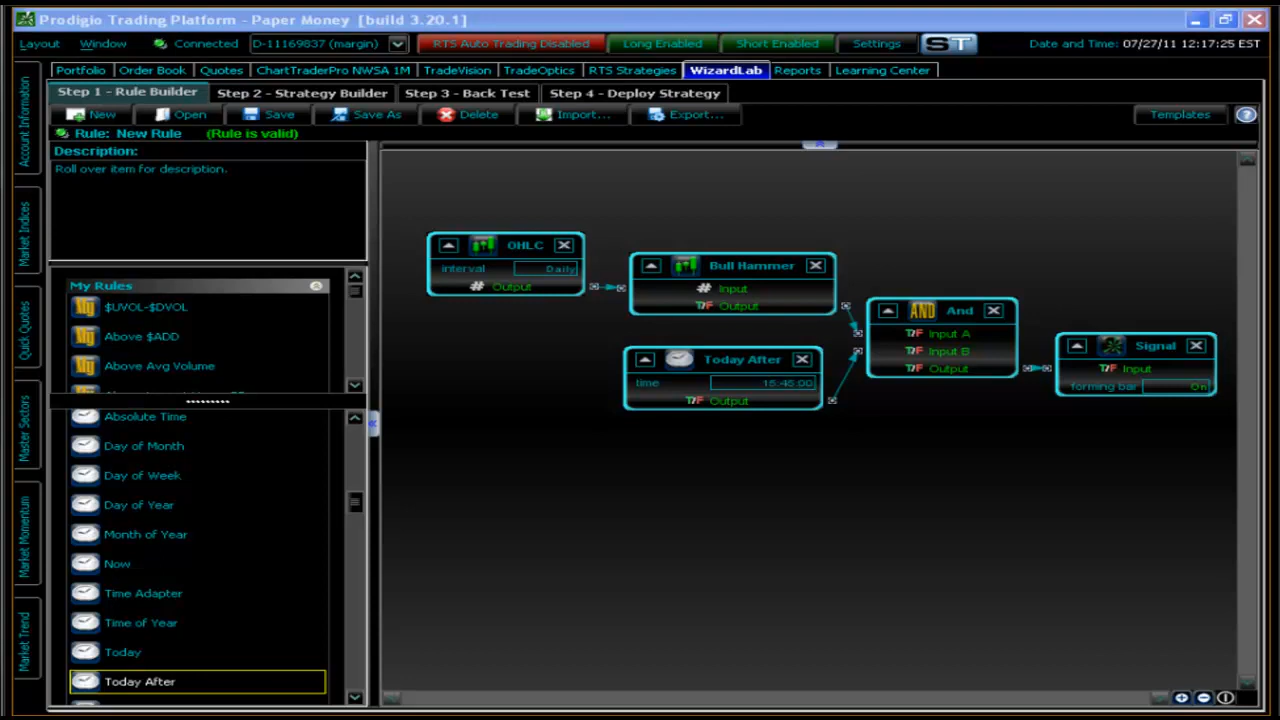 Prodigio Trading Platform - Paper Money [build 3.20.1]
Layout Window Connected D-11169837 (margin) RTS Auto Trading Disabled Long Enabled Short Enabled Settings ST Date and Time: 07/27/11 12:17:25 EST
Portfolio Order Book Quotes ChartTraderPro NWSA 1M TradeVision TradeOptics RTS Strategies WizardLab Reports Learning Center
Step 1 - Rule Builder Step 2 - Strategy Builder Step 3 - Back Test Step 4 - Deploy Strategy
New Open Save Save As Delete Import... Export... Templates ?
Rule: New Rule (Rule is valid)
Description:
Roll over item for description.
Account Information
Market Indices
Quick Quotes
Master Sectors
Market Momentum
Market Trend
My Rules
My $UVOL-$DVOL
My Above $ADD
My Above Avg Volume
Absolute Time
Day of Month
Day of Week
Day of Year
Month of Year
Now
Time Adapter
Time of Year
Today
Today After
OHLC
interval Daily
# Output
Bull Hammer
# Input
T/F Output
Today After
time 15:45:00
T/F Output
AND And
T/F Input A
T/F Input B
T/F Output
Signal
T/F Input
forming bar On